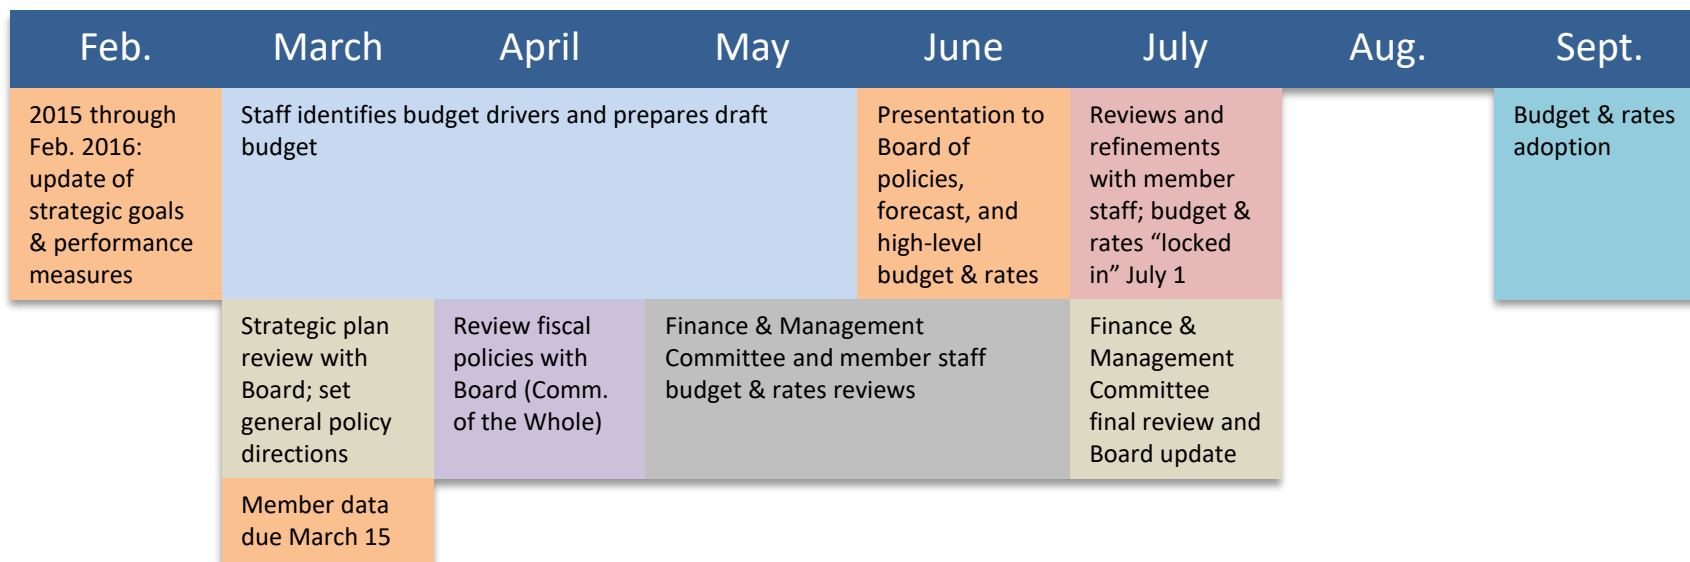 Feb. March April May June July Aug. Sept.
2015 through
Feb. 2016:
update of
strategic goals
& performance
measures
Staff identifies budget drivers and prepares draft
budget
Presentation to
Board of
policies,
forecast, and
high-level
budget & rates
Reviews and
refinements
with member
staff; budget &
rates “locked
in” July 1
Budget & rates
adoption
Strategic plan
review with
Board; set
general policy
directions
Review fiscal
policies with
Board (Comm.
of the Whole)
Finance & Management
Committee and member staff
budget & rates reviews
Finance &
Management
Committee
final review and
Board update
Member data
due March 15